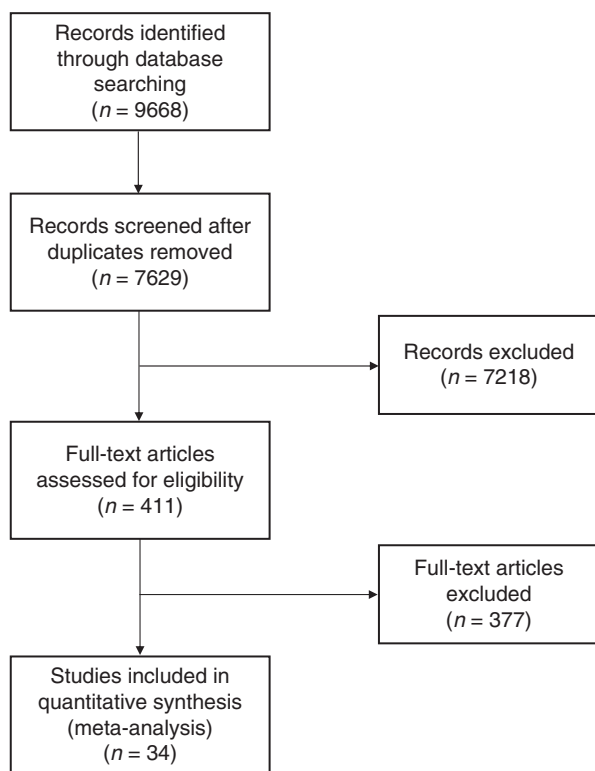 Records identified
through database
searching
(n = 9668)
Records screened after
duplicates removed
(n = 7629)
Records excluded
(n = 7218)
Full-text articles
assessed for eligibility
(n = 411)
Full-text articles
excluded
(n = 377)
Studies included in
quantitative synthesis
(meta-analysis)
(n = 34)